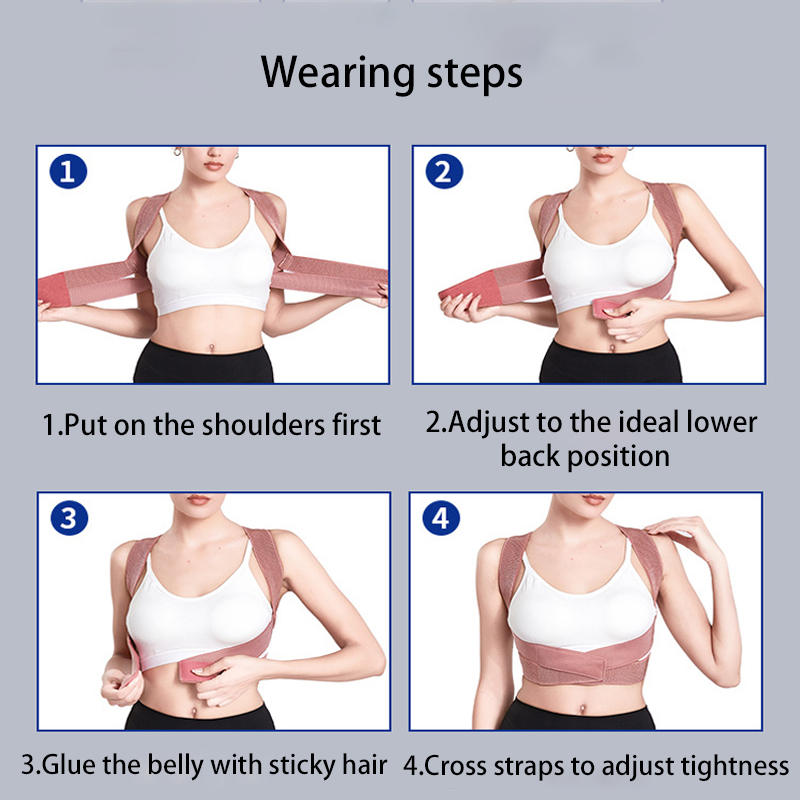 Wearing steps
1
2
1.Put on the shoulders first
2.Adjust to the ideal lower
back position
3
4
3.Glue the belly with sticky hair
4.Cross straps to adjust tightness